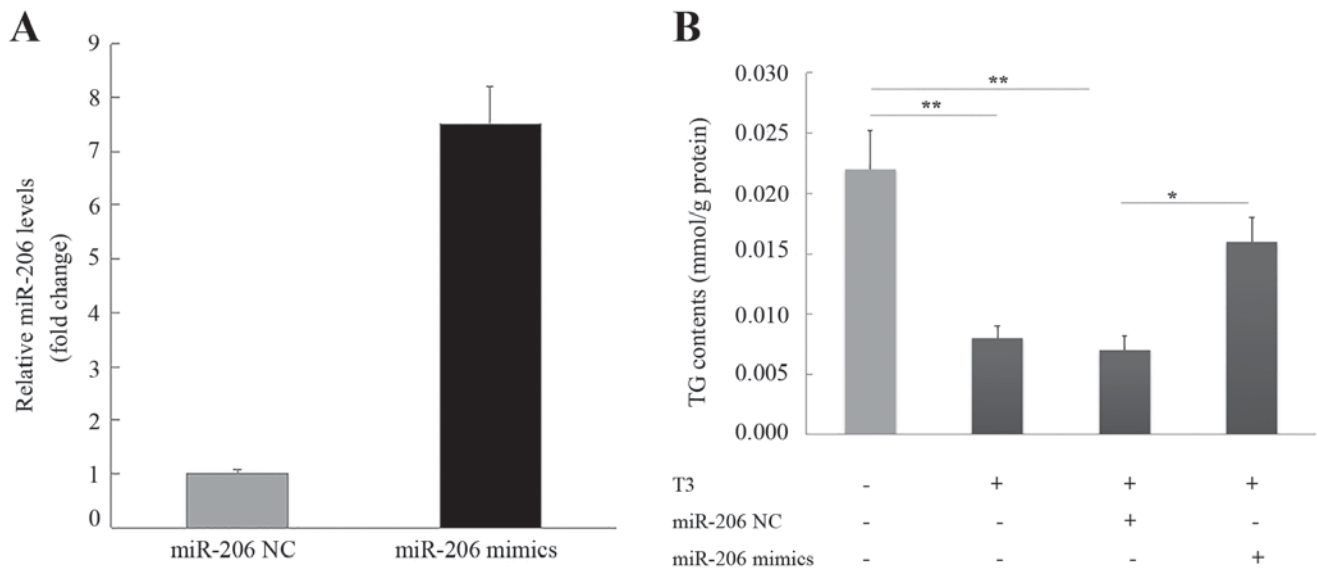 A
9
8
7
6
5
4
3
2
1
0
Relative miR-206 levels
(fold change)
miR-206 NC miR-206 mimics
B
0.030
0.025
0.020
0.015
0.010
0.005
0.000
TG contents (mmol/g protein)
**
**
*
T3 - + + +
miR-206 NC - - + -
miR-206 mimics - - - +